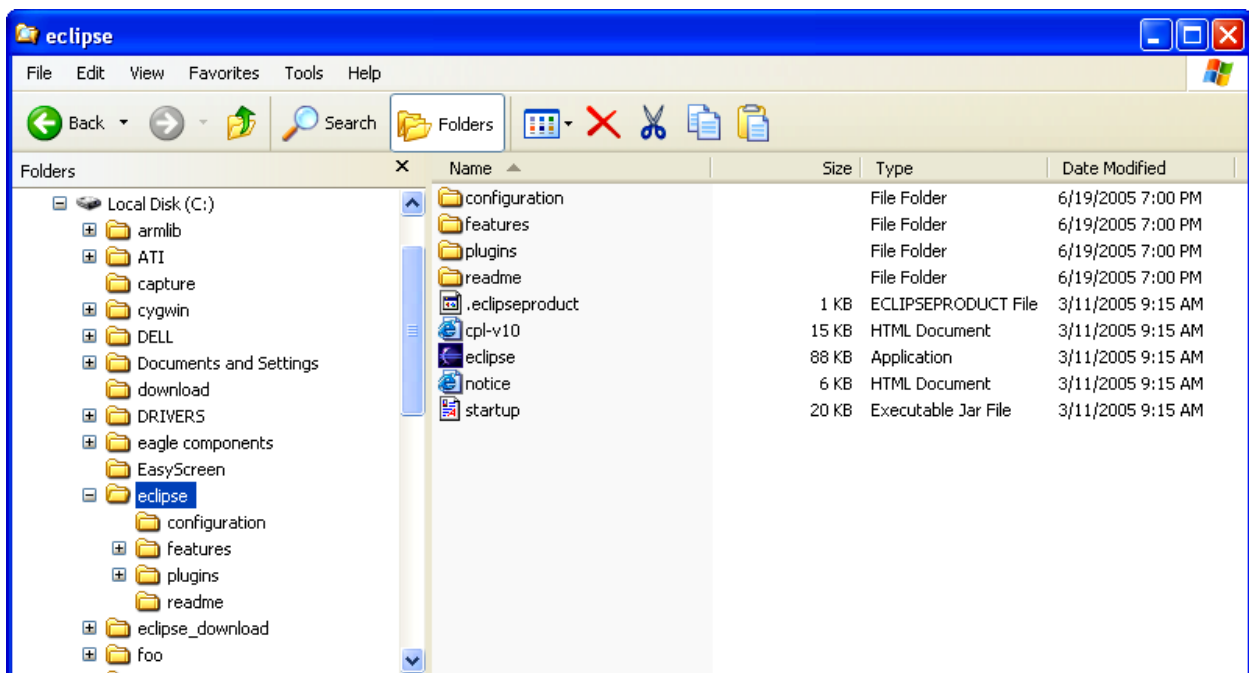 eclipse
File Edit View Favorites Tools Help
Back Search Folders
Folders Name Size Type Date Modified
Local Disk (C:) configuration File Folder 6/19/2005 7:00 PM
armlib features File Folder 6/19/2005 7:00 PM
ATI plugins File Folder 6/19/2005 7:00 PM
capture readme File Folder 6/19/2005 7:00 PM
cygwin .eclipseproduct 1 KB ECLIPSEPRODUCT File 3/11/2005 9:15 AM
DELL cpl-v10 15 KB HTML Document 3/11/2005 9:15 AM
Documents and Settings eclipse 88 KB Application 3/11/2005 9:15 AM
download notice 6 KB HTML Document 3/11/2005 9:15 AM
DRIVERS startup 20 KB Executable Jar File 3/11/2005 9:15 AM
eagle components
EasyScreen
eclipse
configuration
features
plugins
readme
eclipse_download
foo